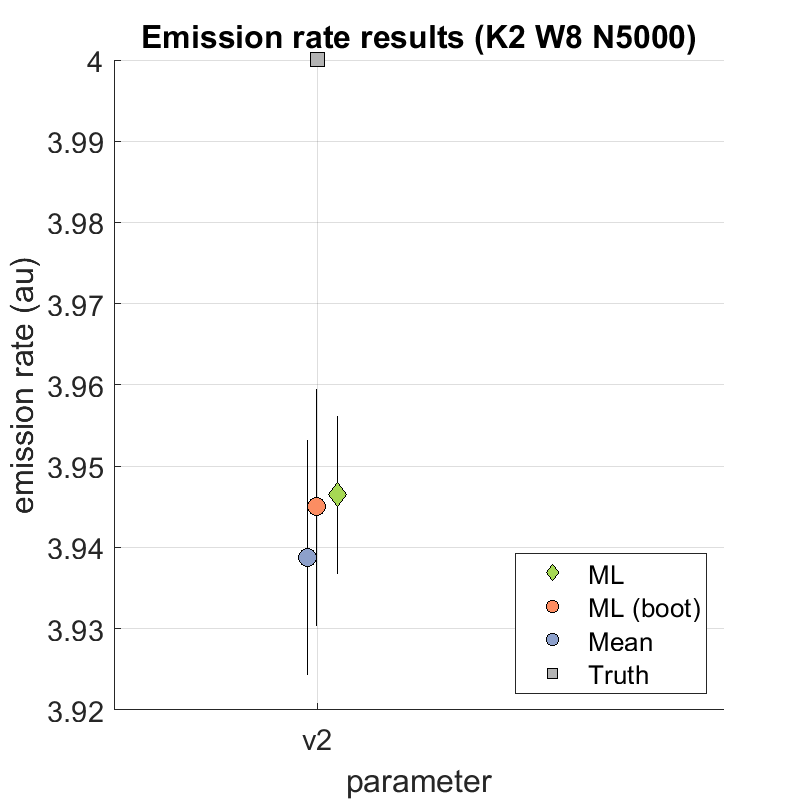 Emission rate results (K2 W8 N5000)
4
3.99
3.98
3.97
3.96
3.95
3.94
3.93
3.92
emission rate (au)
ML
ML (boot)
Mean
Truth
v2
parameter